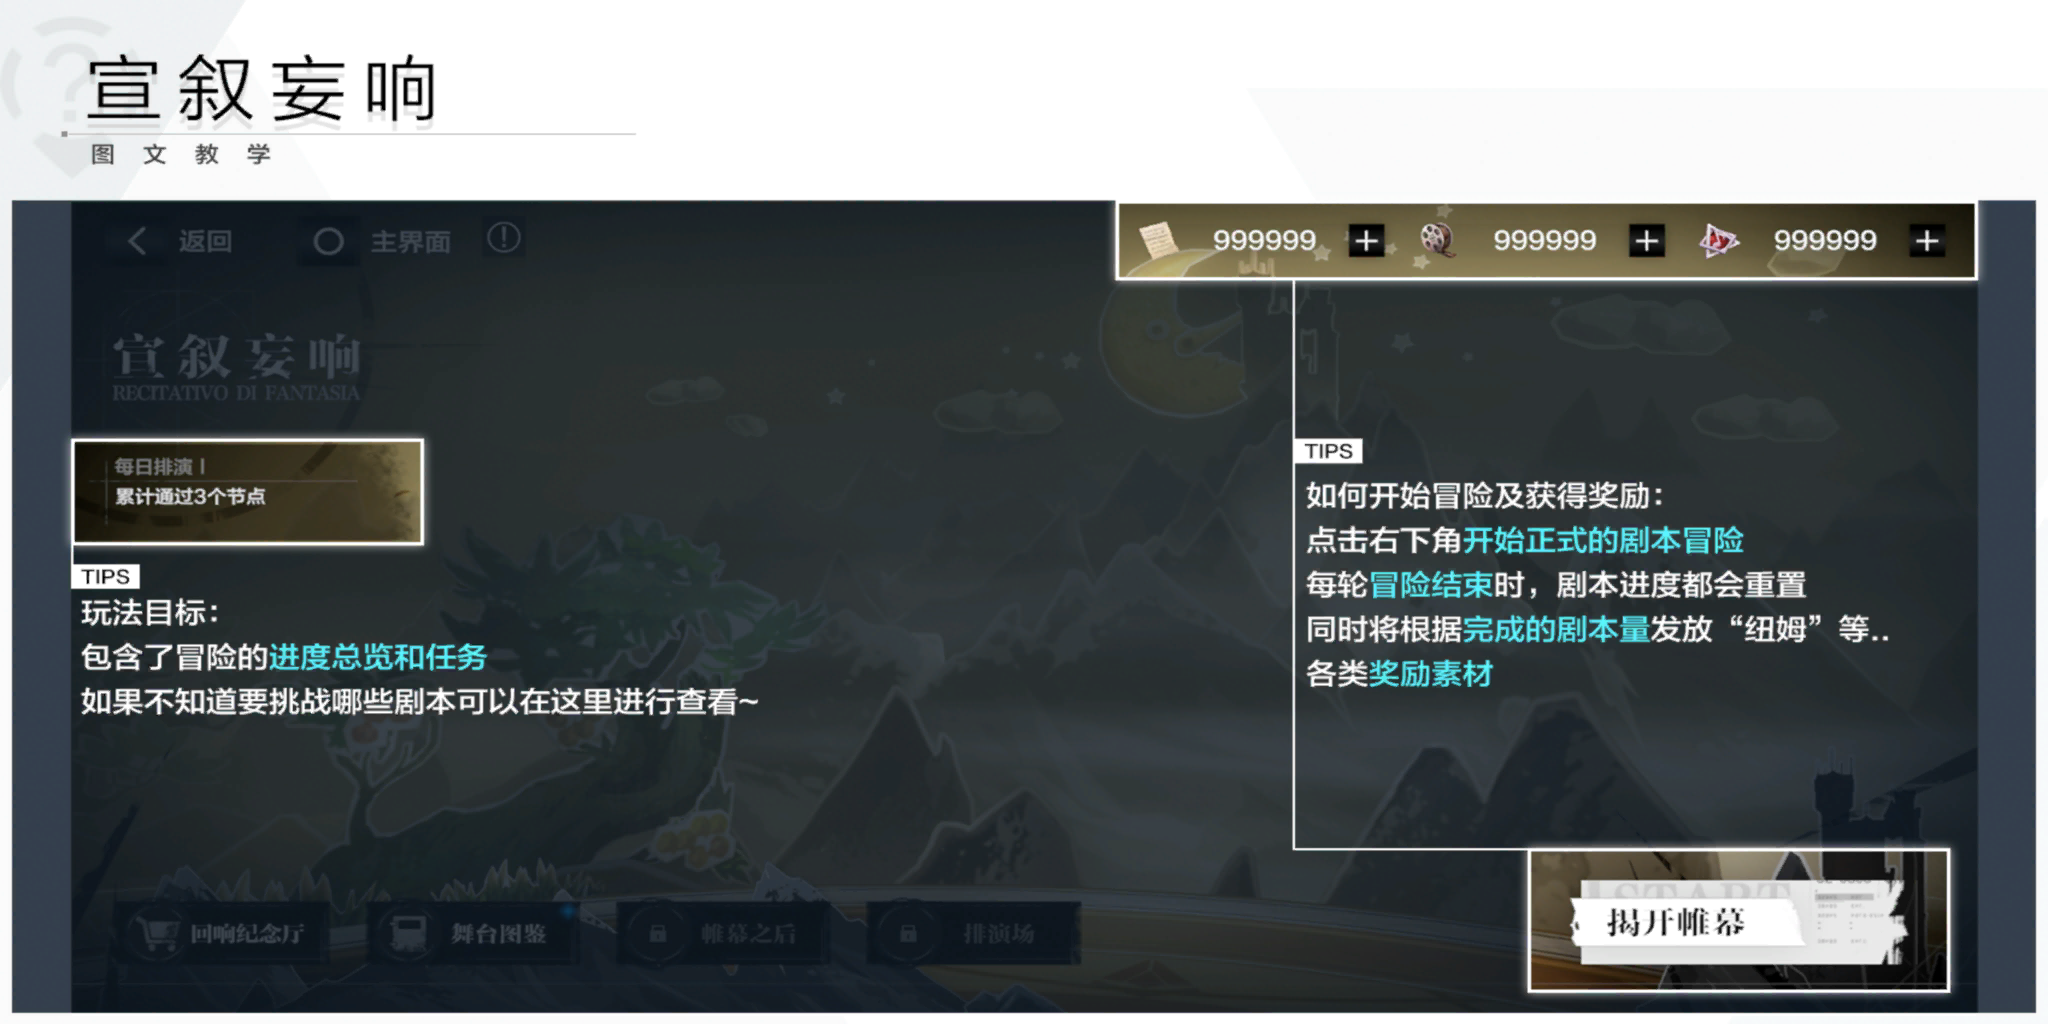 宣叙妄响
图文教学
返回
主界面
999999
999999
999999
宣叙妄响
RECITATIVO DI FANTASIA
每日排演 I
累计通过3个节点
TIPS
玩法目标：
包含了冒险的进度总览和任务
如果不知道要挑战哪些剧本可以在这里进行查看~
TIPS
如何开始冒险及获得奖励：
点击右下角开始正式的剧本冒险
每轮冒险结束时，剧本进度都会重置
同时将根据完成的剧本量发放“纽姆”等..
各类奖励素材
回响纪念厅
舞台图鉴
帷幕之后
排演场
START
揭开帷幕